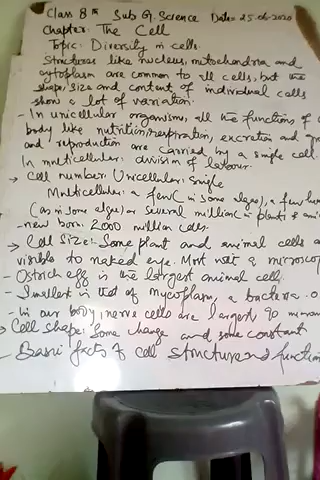 Class 8th Sub G. Science Date= 25.06.2020
Chapter: The Cell
Topic: Diversity in cells.
Structures like nucleus, mitochondria and
cytoplasm are common to all cells, but the
shape, size and content of individual cells
show a lot of variation.
- In unicellular organisms, all the functions of
body like nutrition, respiration, excretion and
and reproduction are carried by a single cell.
In multicellular: division of labour.
→ Cell number: Unicellular: single
Multicellular: a few (in some algae), a few
(as in some algae) or several million (in plants &
- new born: 2000 million cells.
→ Cell Size: Some plant and animal cells
visible to naked eye. Most not a
- Ostrich egg is the largest animal cell.
- Smallest is that of mycoplasm, a bacteria.
- In our body, nerve cells are largest, 90
→ Cell shape: Some change and some constant
- Basic facts of cell structure and function